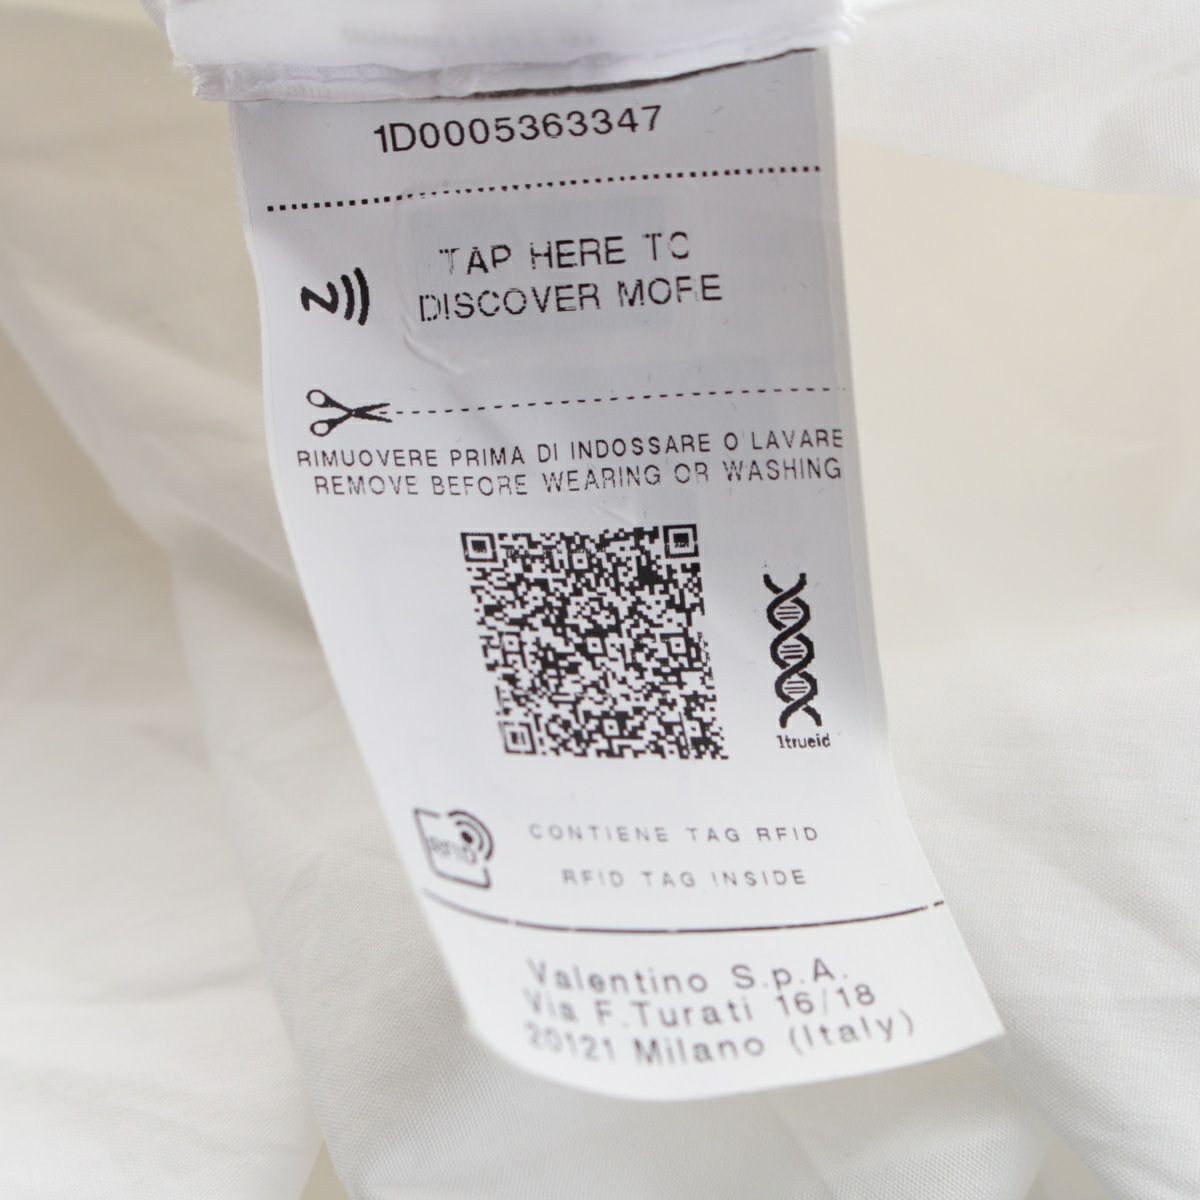 1D0005363347
TAP HERE TO
DISCOVER MORE
RIMUOVERE PRIMA DI INDOSSARE O LAVARE
REMOVE BEFORE WEARING OR WASHING
1trueid
RFID
CONTIENE TAG RFID
RFID TAG INSIDE
Valentino S.p.A.
Via F.Turati 16/18
20121 Milano (Italy)